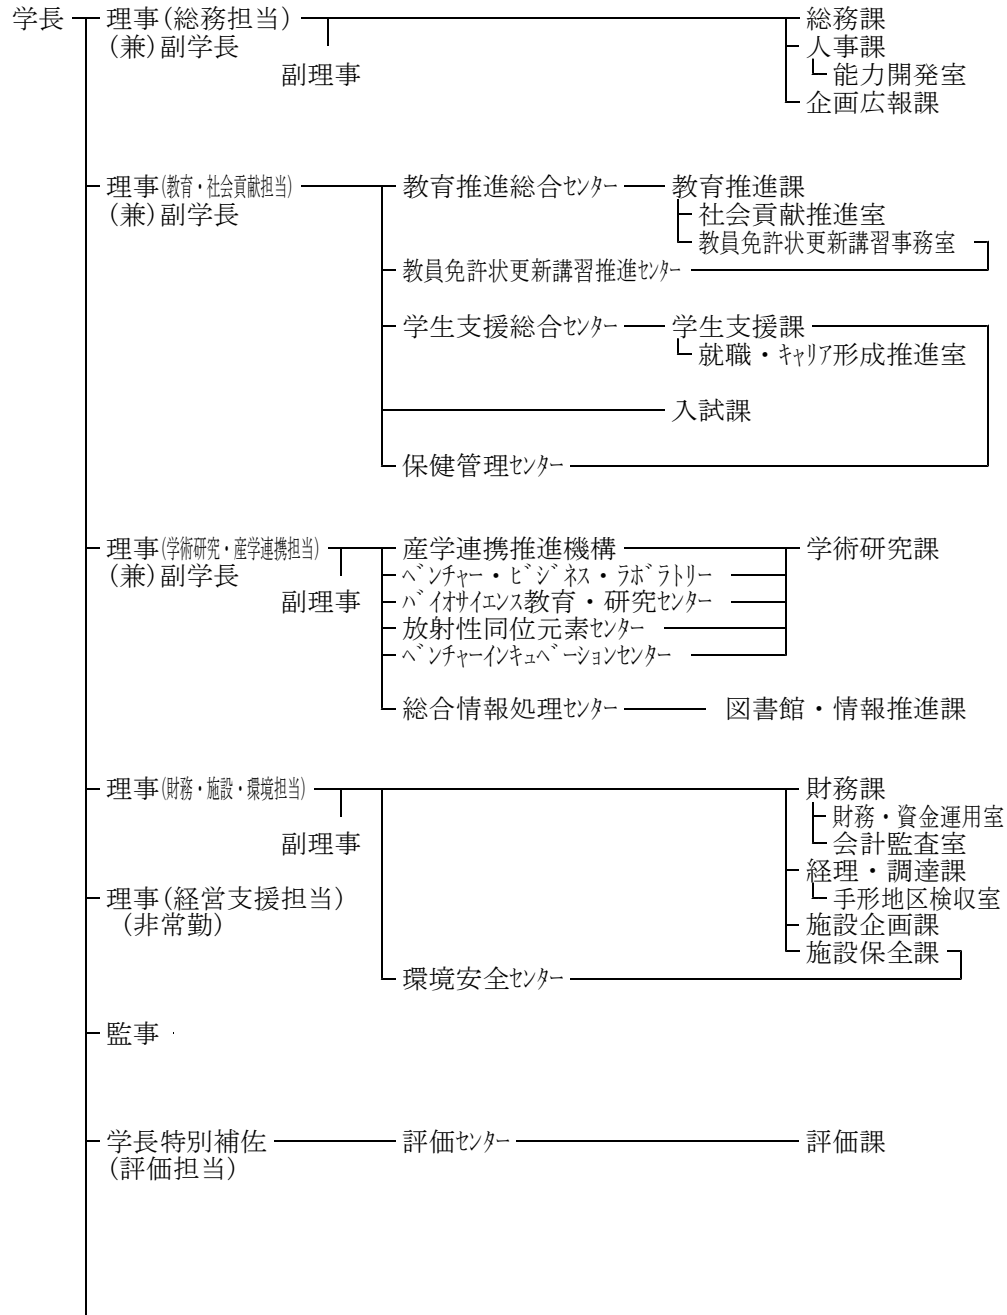 学長 理事(総務担当) 総務課
(兼)副学長 人事課
副理事 能力開発室
企画広報課
理事(教育・社会貢献担当) 教育推進総合ｾﾝﾀｰ 教育推進課
(兼)副学長 社会貢献推進室
教員免許状更新講習事務室
教員免許状更新講習推進ｾﾝﾀｰ
学生支援総合ｾﾝﾀｰ 学生支援課
就職・ｷｬﾘｱ形成推進室
入試課
保健管理ｾﾝﾀｰ
理事(学術研究・産学連携担当) 産学連携推進機構 学術研究課
(兼)副学長 ﾍﾞﾝﾁｬｰ・ﾋﾞｼﾞﾈｽ・ﾗﾎﾞﾗﾄﾘｰ
副理事 ﾊﾞｲｵｻｲｴﾝｽ教育・研究ｾﾝﾀｰ
放射性同位元素ｾﾝﾀｰ
ﾍﾞﾝﾁｬｰｲﾝｷｭﾍﾞｰｼｮﾝｾﾝﾀｰ
総合情報処理ｾﾝﾀｰ 図書館・情報推進課
理事(財務・施設・環境担当) 財務課
財務・資金運用室
副理事 会計監査室
経理・調達課
理事(経営支援担当) 手形地区検収室
(非常勤) 施設企画課
施設保全課
環境安全ｾﾝﾀｰ
監事
学長特別補佐 評価ｾﾝﾀｰ 評価課
(評価担当)